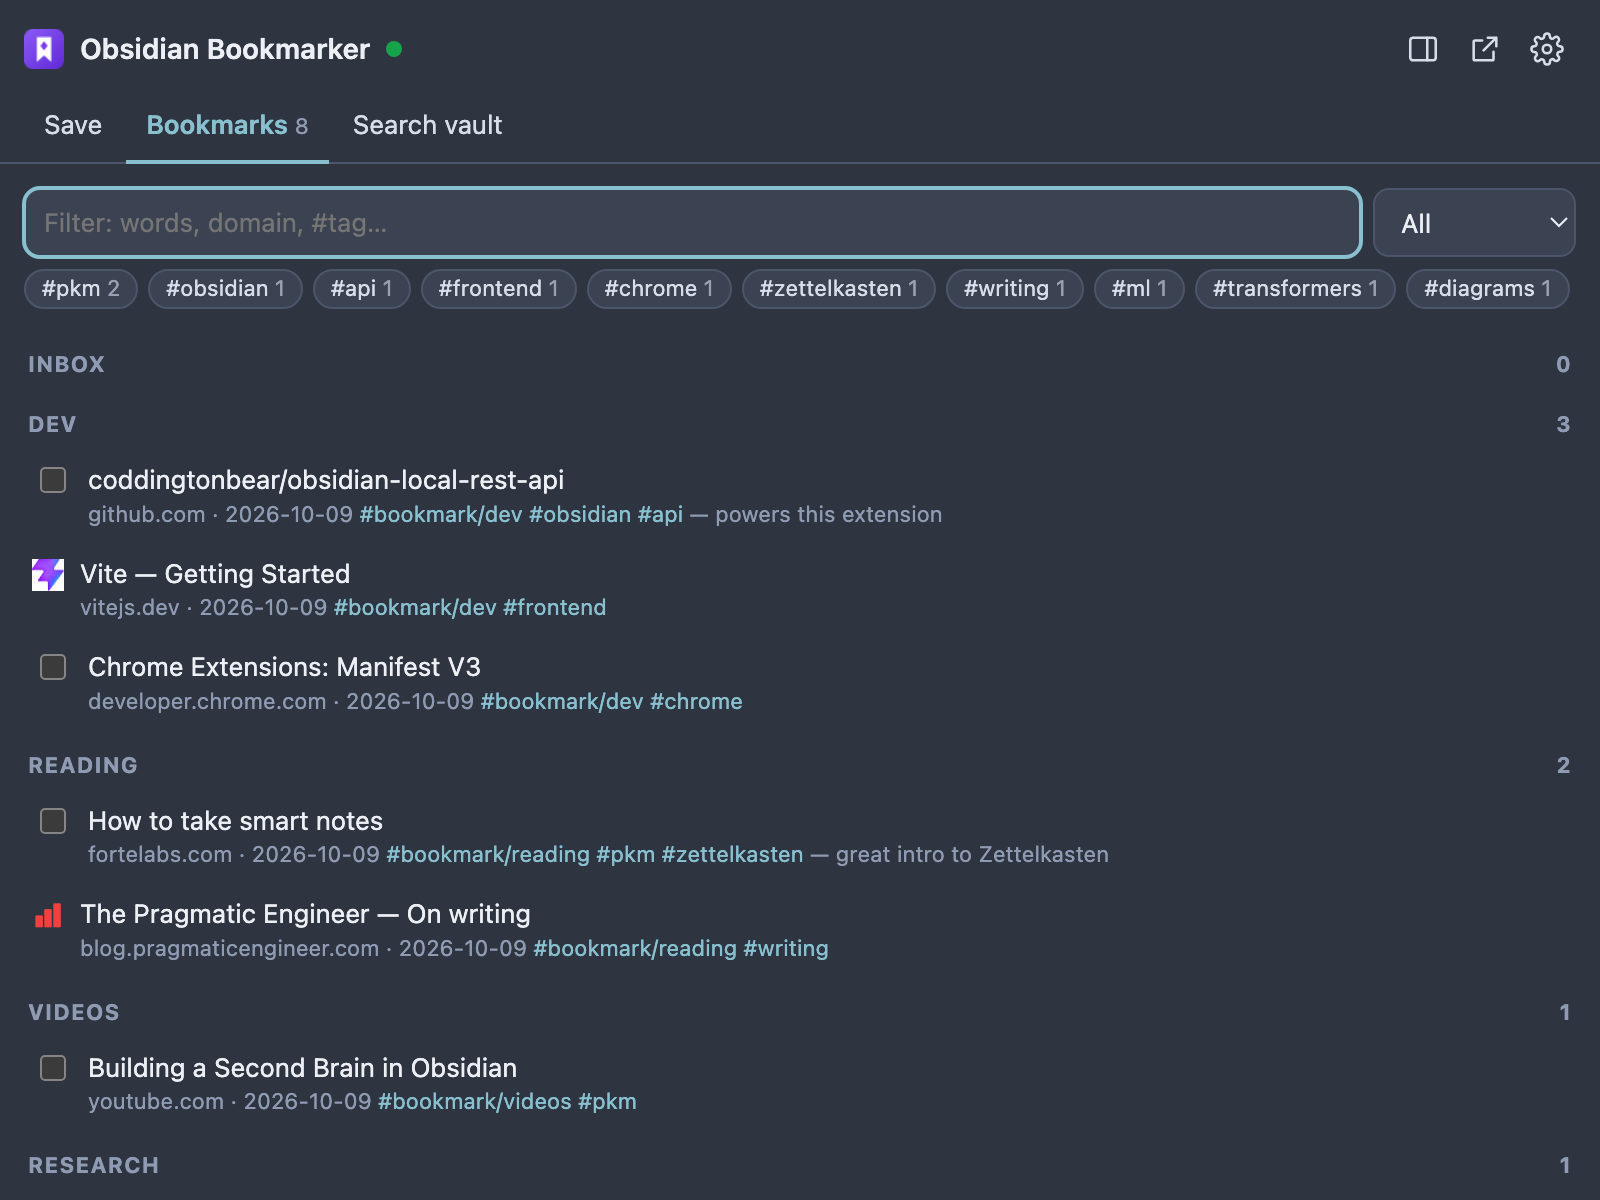 Obsidian Bookmarker
Save Bookmarks 8 Search vault
Filter: words, domain, #tag...
All
#pkm 2 #obsidian 1 #api 1 #frontend 1 #chrome 1 #zettelkasten 1 #writing 1 #ml 1 #transformers 1 #diagrams 1
INBOX 0
DEV 3
coddingtonbear/obsidian-local-rest-api
github.com · 2026-10-09 #bookmark/dev #obsidian #api — powers this extension
Vite — Getting Started
vitejs.dev · 2026-10-09 #bookmark/dev #frontend
Chrome Extensions: Manifest V3
developer.chrome.com · 2026-10-09 #bookmark/dev #chrome
READING 2
How to take smart notes
fortelabs.com · 2026-10-09 #bookmark/reading #pkm #zettelkasten — great intro to Zettelkasten
The Pragmatic Engineer — On writing
blog.pragmaticengineer.com · 2026-10-09 #bookmark/reading #writing
VIDEOS 1
Building a Second Brain in Obsidian
youtube.com · 2026-10-09 #bookmark/videos #pkm
RESEARCH 1